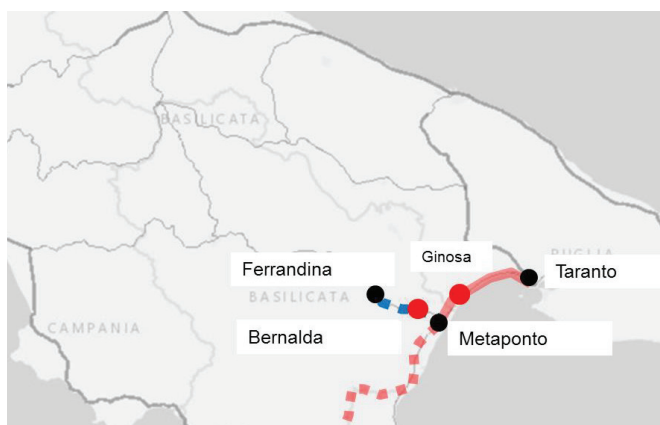 BASILICATA
Ginosa
PUGLIA
Ferrandina
Taranto
BASILICATA
CAMPANIA
Bernalda
Metaponto